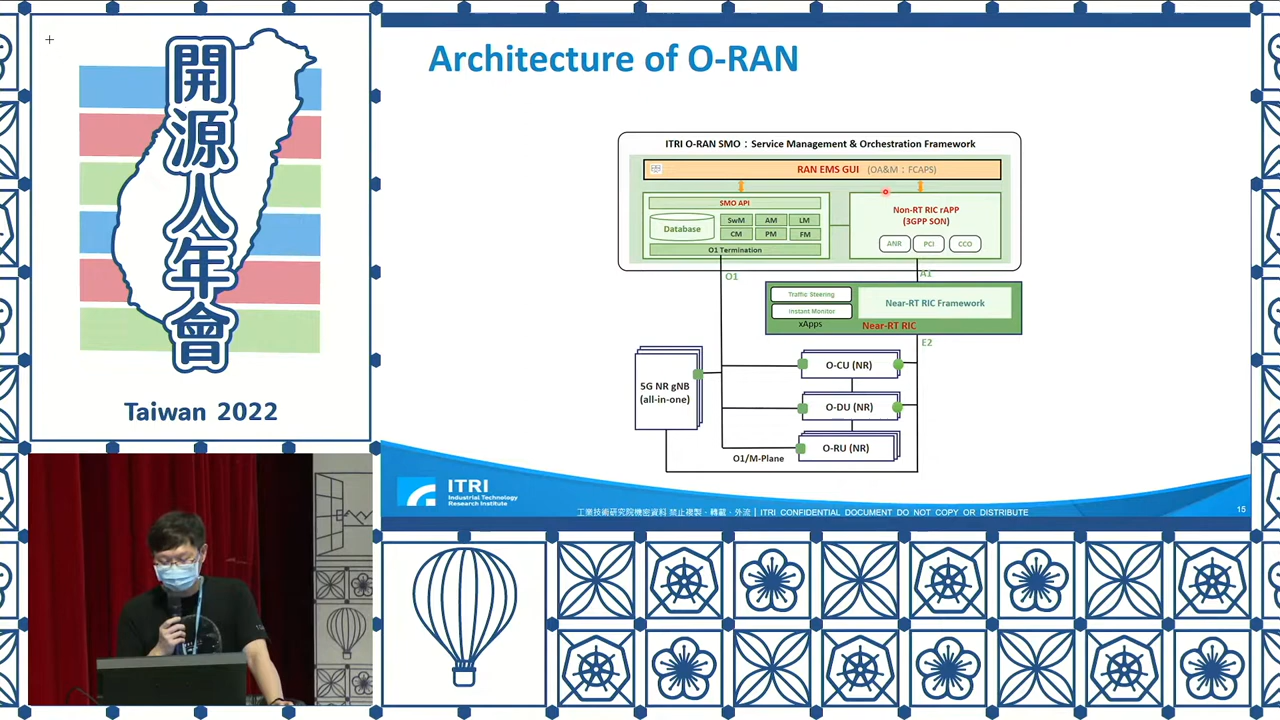 開源人年會
Taiwan 2022
Architecture of O-RAN
ITRI O-RAN SMO：Service Management & Orchestration Framework
RAN EMS GUI (OA&M：FCAPS)
SMO API
Database
SwM AM LM
CM PM FM
O1 Termination
Non-RT RIC rAPP
(3GPP SON)
ANR PCI CCO
O1
A1
Traffic Steering
Instant Monitor
xApps
Near-RT RIC Framework
Near-RT RIC
E2
5G NR gNB
(all-in-one)
O-CU (NR)
O-DU (NR)
O-RU (NR)
O1/M-Plane
ITRI
Industrial Technology
Research Institute
工業技術研究院機密資料 禁止複製、轉載、外流 | ITRI CONFIDENTIAL DOCUMENT DO NOT COPY OR DISTRIBUTE
15